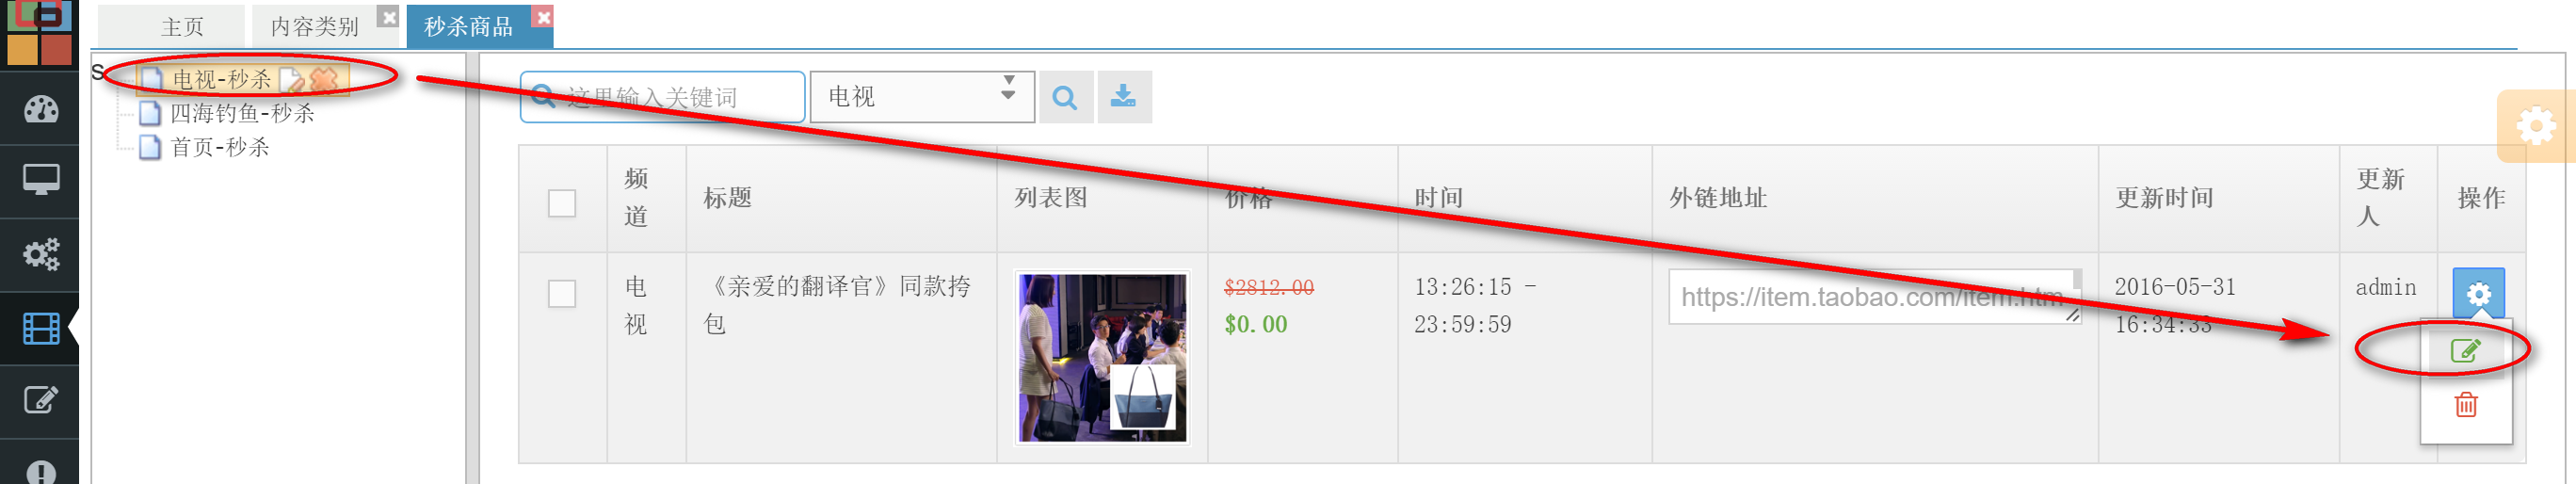 主页
内容类别
秒杀商品
S
电视-秒杀
四海钓鱼-秒杀
首页-秒杀
这里输入关键词
电视
频道
标题
列表图
价格
时间
外链地址
更新时间
更新人
操作
电视
《亲爱的翻译官》同款挎
包
$2812.00
$0.00
13:26:15 -
23:59:59
https://item.taobao.com/item.htm
2016-05-31
16:34:33
admin